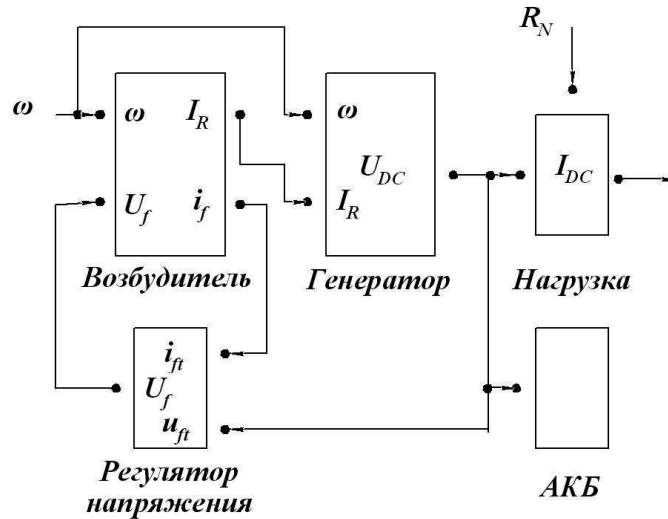 R_N
ω
ω
I_R
ω
U_DC
I_DC
U_f
i_f
I_R
Возбудитель
Генератор
Нагрузка
i_ft
U_f
u_ft
Регулятор
напряжения
АКБ